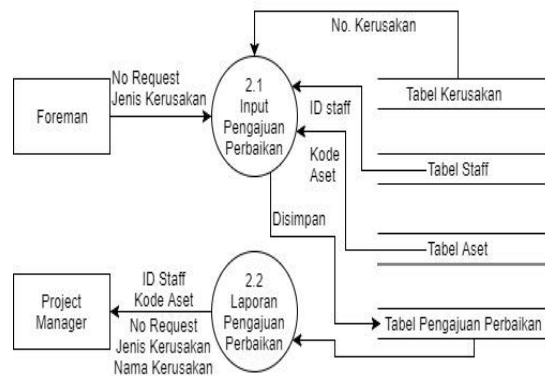 No. Kerusakan
No Request
Jenis Kerusakan
Foreman
2.1
Input
Pengajuan
Perbaikan
ID staff
Kode
Aset
Tabel Kerusakan
Tabel Staff
Tabel Aset
Disimpan
Project
Manager
ID Staff
Kode Aset
No Request
Jenis Kerusakan
Nama Kerusakan
2.2
Laporan
Pengajuan
Perbaikan
Tabel Pengajuan Perbaikan